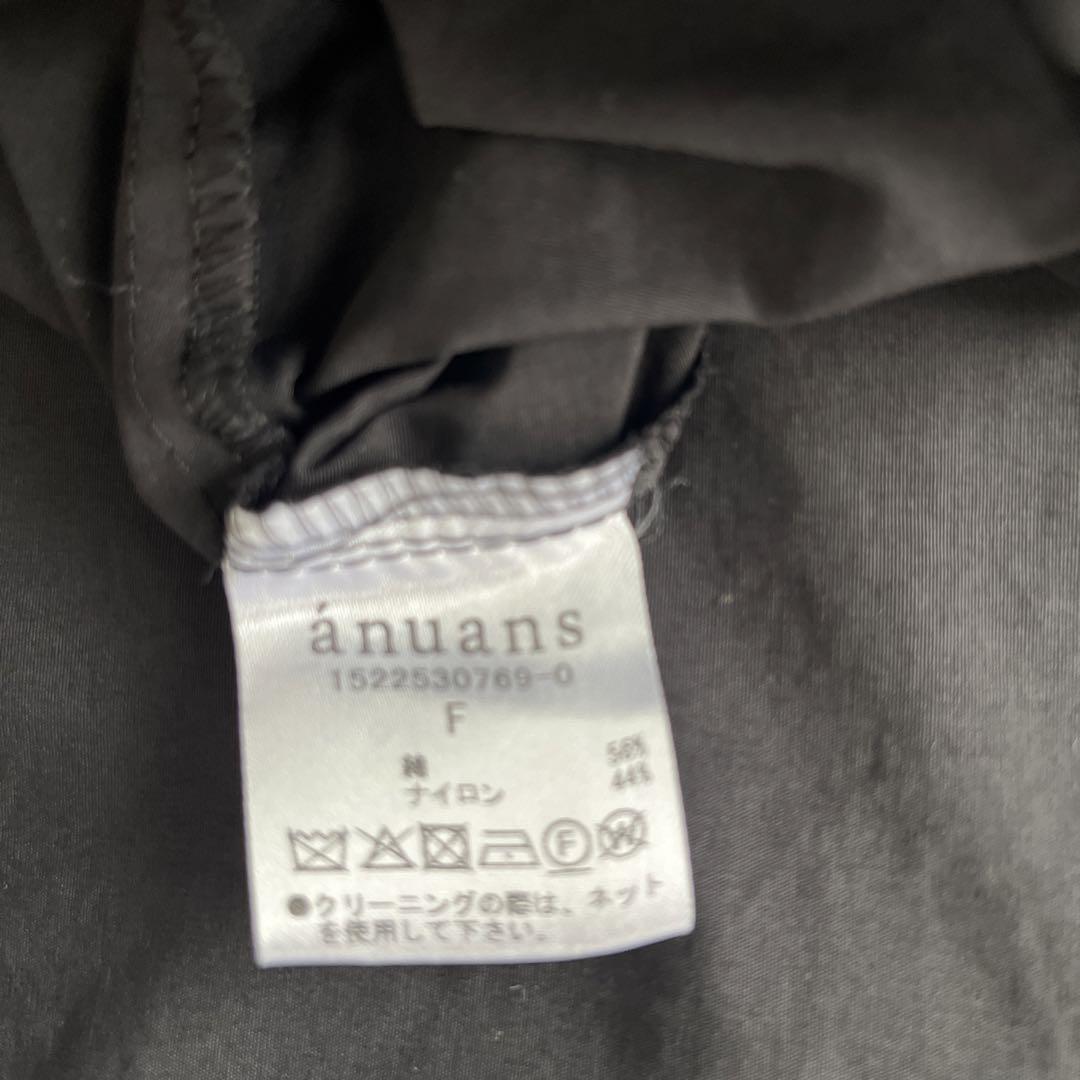 ánuans
1522530769-0
F
綿 56%
ナイロン 44%
F
W
●クリーニングの際は、ネット
を使用して下さい。